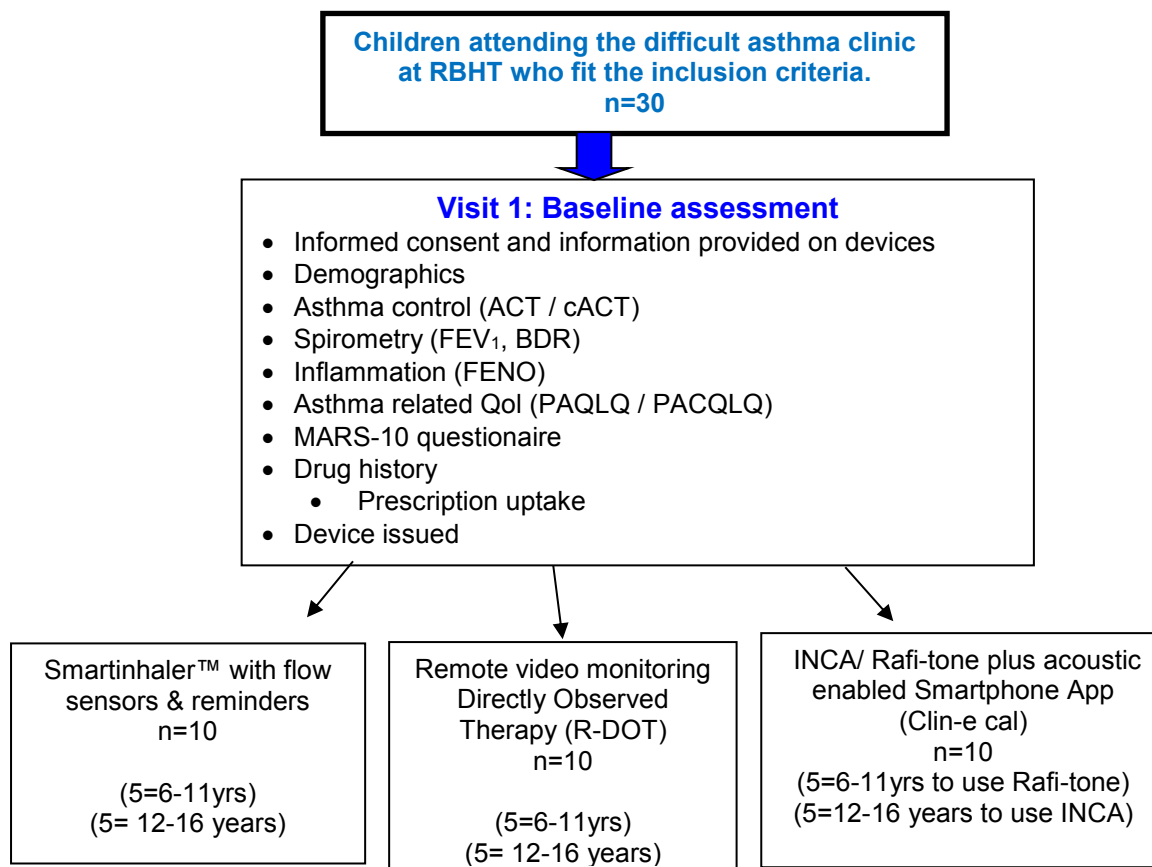 Children attending the difficult asthma clinic
at RBHT who fit the inclusion criteria.
n=30
Visit 1: Baseline assessment
• Informed consent and information provided on devices
• Demographics
• Asthma control (ACT / cACT)
• Spirometry (FEV₁, BDR)
• Inflammation (FENO)
• Asthma related Qol (PAQLQ / PACQLQ)
• MARS-10 questionaire
• Drug history
• Prescription uptake
• Device issued
Smartinhaler™ with flow
sensors & reminders
n=10
(5=6-11yrs)
(5= 12-16 years)
Remote video monitoring
Directly Observed
Therapy (R-DOT)
n=10
(5=6-11yrs)
(5= 12-16 years)
INCA/ Rafi-tone plus acoustic
enabled Smartphone App
(Clin-e cal)
n=10
(5=6-11yrs to use Rafi-tone)
(5=12-16 years to use INCA)